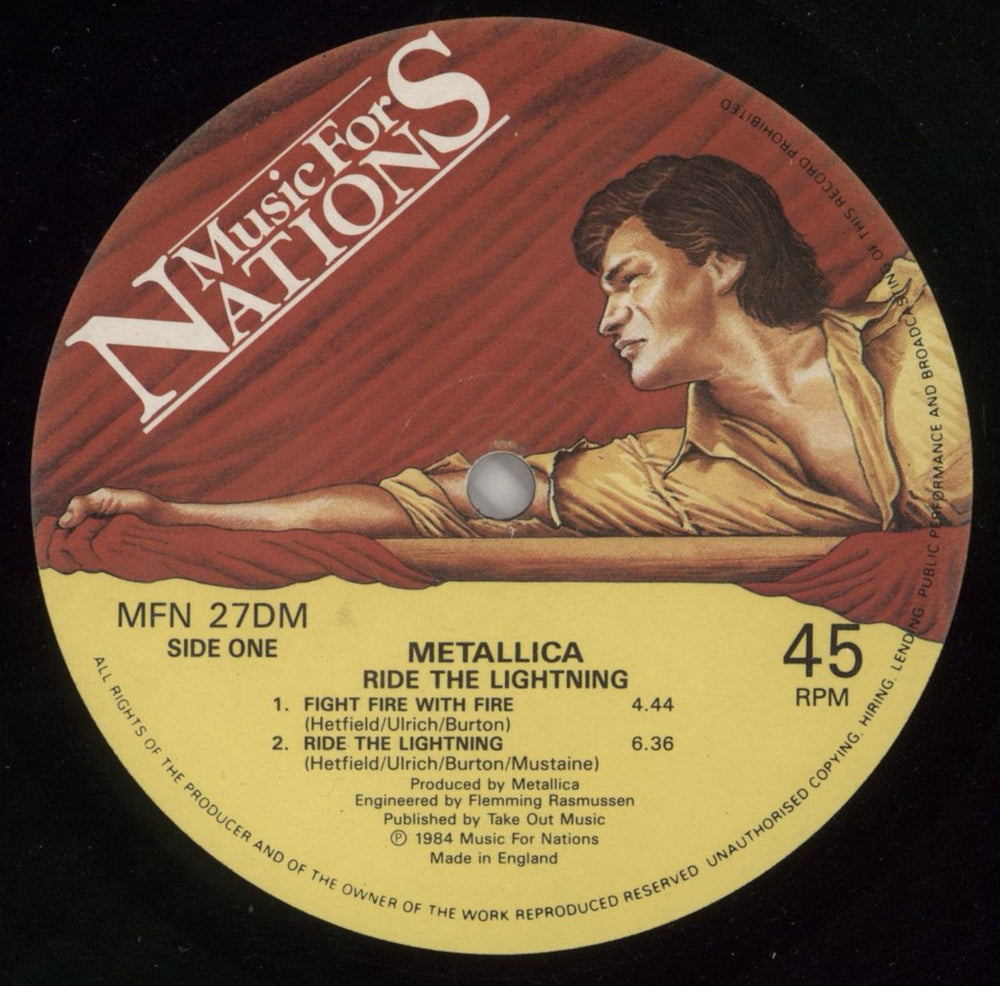 Music For
NATIONS
MFN 27DM
SIDE ONE
45
RPM
METALLICA
RIDE THE LIGHTNING
1. FIGHT FIRE WITH FIRE 4.44
(Hetfield/Ulrich/Burton)
2. RIDE THE LIGHTNING 6.36
(Hetfield/Ulrich/Burton/Mustaine)
Produced by Metallica
Engineered by Flemming Rasmussen
Published by Take Out Music
℗ 1984 Music For Nations
Made in England
ALL RIGHTS OF THE PRODUCER AND OF THE OWNER OF THE WORK REPRODUCED RESERVED UNAUTHORISED COPYING, HIRING, LENDING, PUBLIC PERFORMANCE AND BROADCASTING OF THIS RECORD PROHIBITED